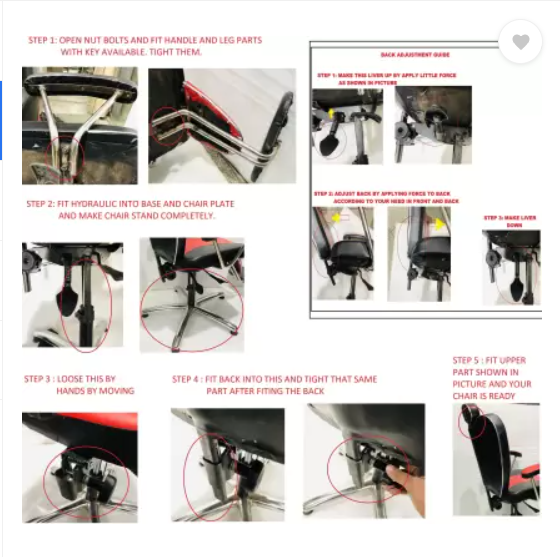 STEP 1: OPEN NUT BOLTS AND FIT HANDLE AND LEG PARTS
WITH KEY AVAILABLE. TIGHT THEM.
BACK ADJUSTMENT GUIDE
STEP 1: MAKE THIS LIVER UP BY APPLY LITTLE FORCE
AS SHOWN IN PICTURE
STEP 2: ADJUST BACK BY APPLYING FORCE TO BACK
ACCORDING TO YOUR NEED IN FRONT AND BACK
STEP 3: MAKE LIVER
DOWN
STEP 2: FIT HYDRAULIC INTO BASE AND CHAIR PLATE
AND MAKE CHAIR STAND COMPLETELY.
STEP 3 : LOOSE THIS BY
HANDS BY MOVING
STEP 4 : FIT BACK INTO THIS AND TIGHT THAT SAME
PART AFTER FITING THE BACK
STEP 5 : FIT UPPER
PART SHOWN IN
PICTURE AND YOUR
CHAIR IS READY